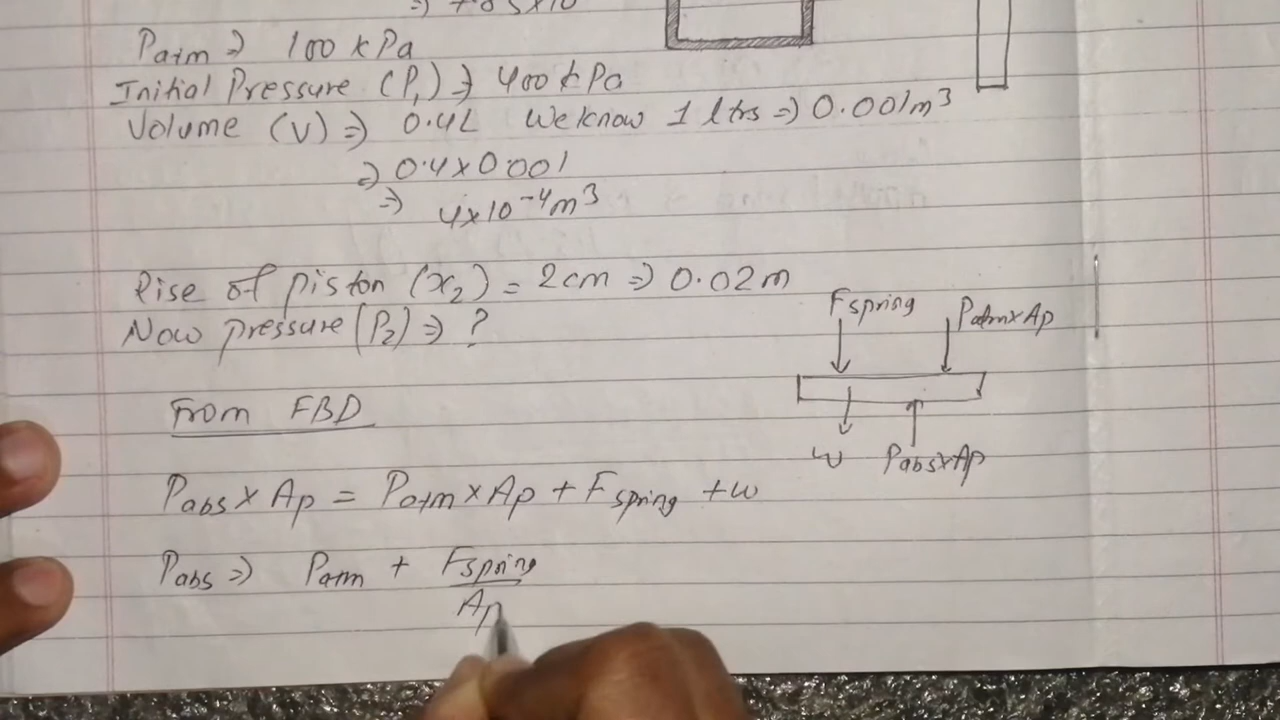 Patm ⇒ 100 kPa
Initial Pressure (P₁) ⇒ 400 kPa
Volume (V) ⇒ 0.4L We know 1 ltrs ⇒ 0.001m³
⇒ 0.4 x 0.001
⇒ 4x10⁻⁴m³
Rise of piston (x₂) = 2cm ⇒ 0.02m
Now pressure (P₂) ⇒ ?
Fspring Patm x Ap
From FBD
w Pabs x Ap
Pabs x Ap = Patm x Ap + Fspring + w
Pabs ⇒ Patm + Fspring
Ap